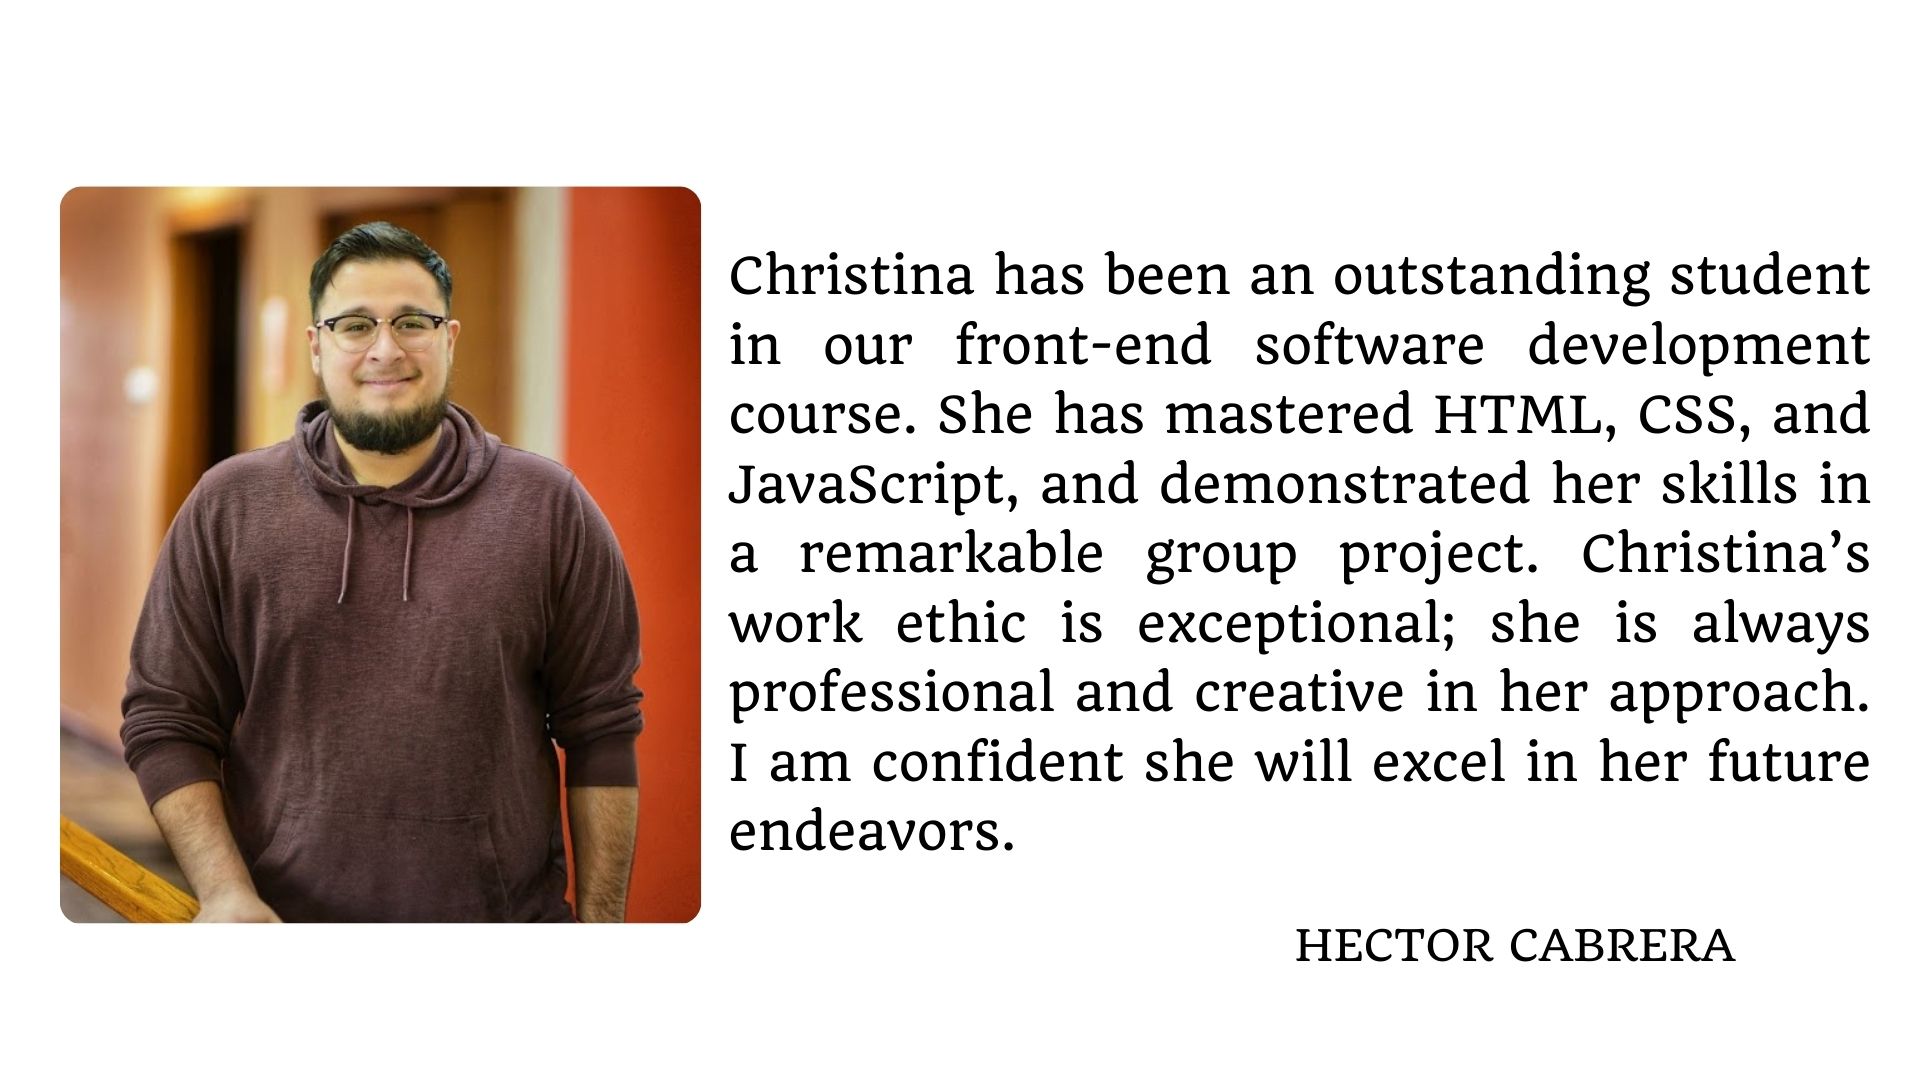 Christina has been an outstanding student
in our front-end software development
course. She has mastered HTML, CSS, and
JavaScript, and demonstrated her skills in
a remarkable group project. Christina’s
work ethic is exceptional; she is always
professional and creative in her approach.
I am confident she will excel in her future
endeavors.
HECTOR CABRERA